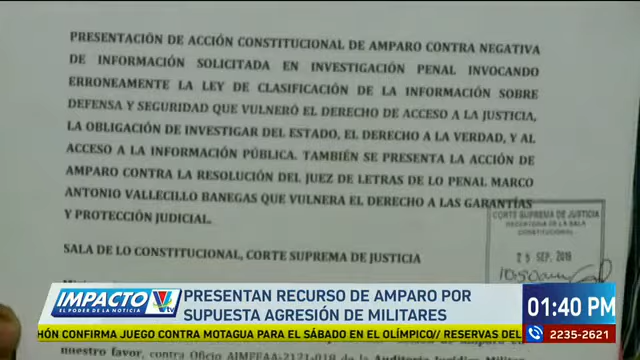 PRESENTACIÓN DE ACCIÓN CONSTITUCIONAL DE AMPARO CONTRA NEGATIVA
DE INFORMACIÓN SOLICITADA EN INVESTIGACIÓN PENAL INVOCANDO
ERRONEAMENTE LA LEY DE CLASIFICACIÓN DE LA INFORMACIÓN SOBRE
DEFENSA Y SEGURIDAD QUE VULNERÓ EL DERECHO DE ACCESO A LA JUSTICIA,
LA OBLIGACIÓN DE INVESTIGAR DEL ESTADO, EL DERECHO A LA VERDAD, Y AL
ACCESO A LA INFORMACIÓN PÚBLICA. TAMBIÉN SE PRESENTA LA ACCIÓN DE
AMPARO CONTRA LA RESOLUCIÓN DEL JUEZ DE LETRAS DE LO PENAL MARCO
ANTONIO VALLECILLO BANEGAS QUE VULNERA EL DERECHO A LAS GARANTÍAS
Y PROTECCIÓN JUDICIAL.
CORTE SUPREMA DE JUSTICIA
CONSTITUCIONAL
25 SEP. 2019
10:50am
SALA DE LO CONSTITUCIONAL, CORTE SUPREMA DE JUSTICIA
IMPACTO VTV
EL PODER DE LA NOTICIA
PRESENTAN RECURSO DE AMPARO POR
SUPUESTA AGRESIÓN DE MILITARES
01:40 PM
2235-2621
HÓN CONFIRMA JUEGO CONTRA MOTAGUA PARA EL SÁBADO EN EL OLÍMPICO// RESERVAS DEL
nuestro favor, contra Oficio